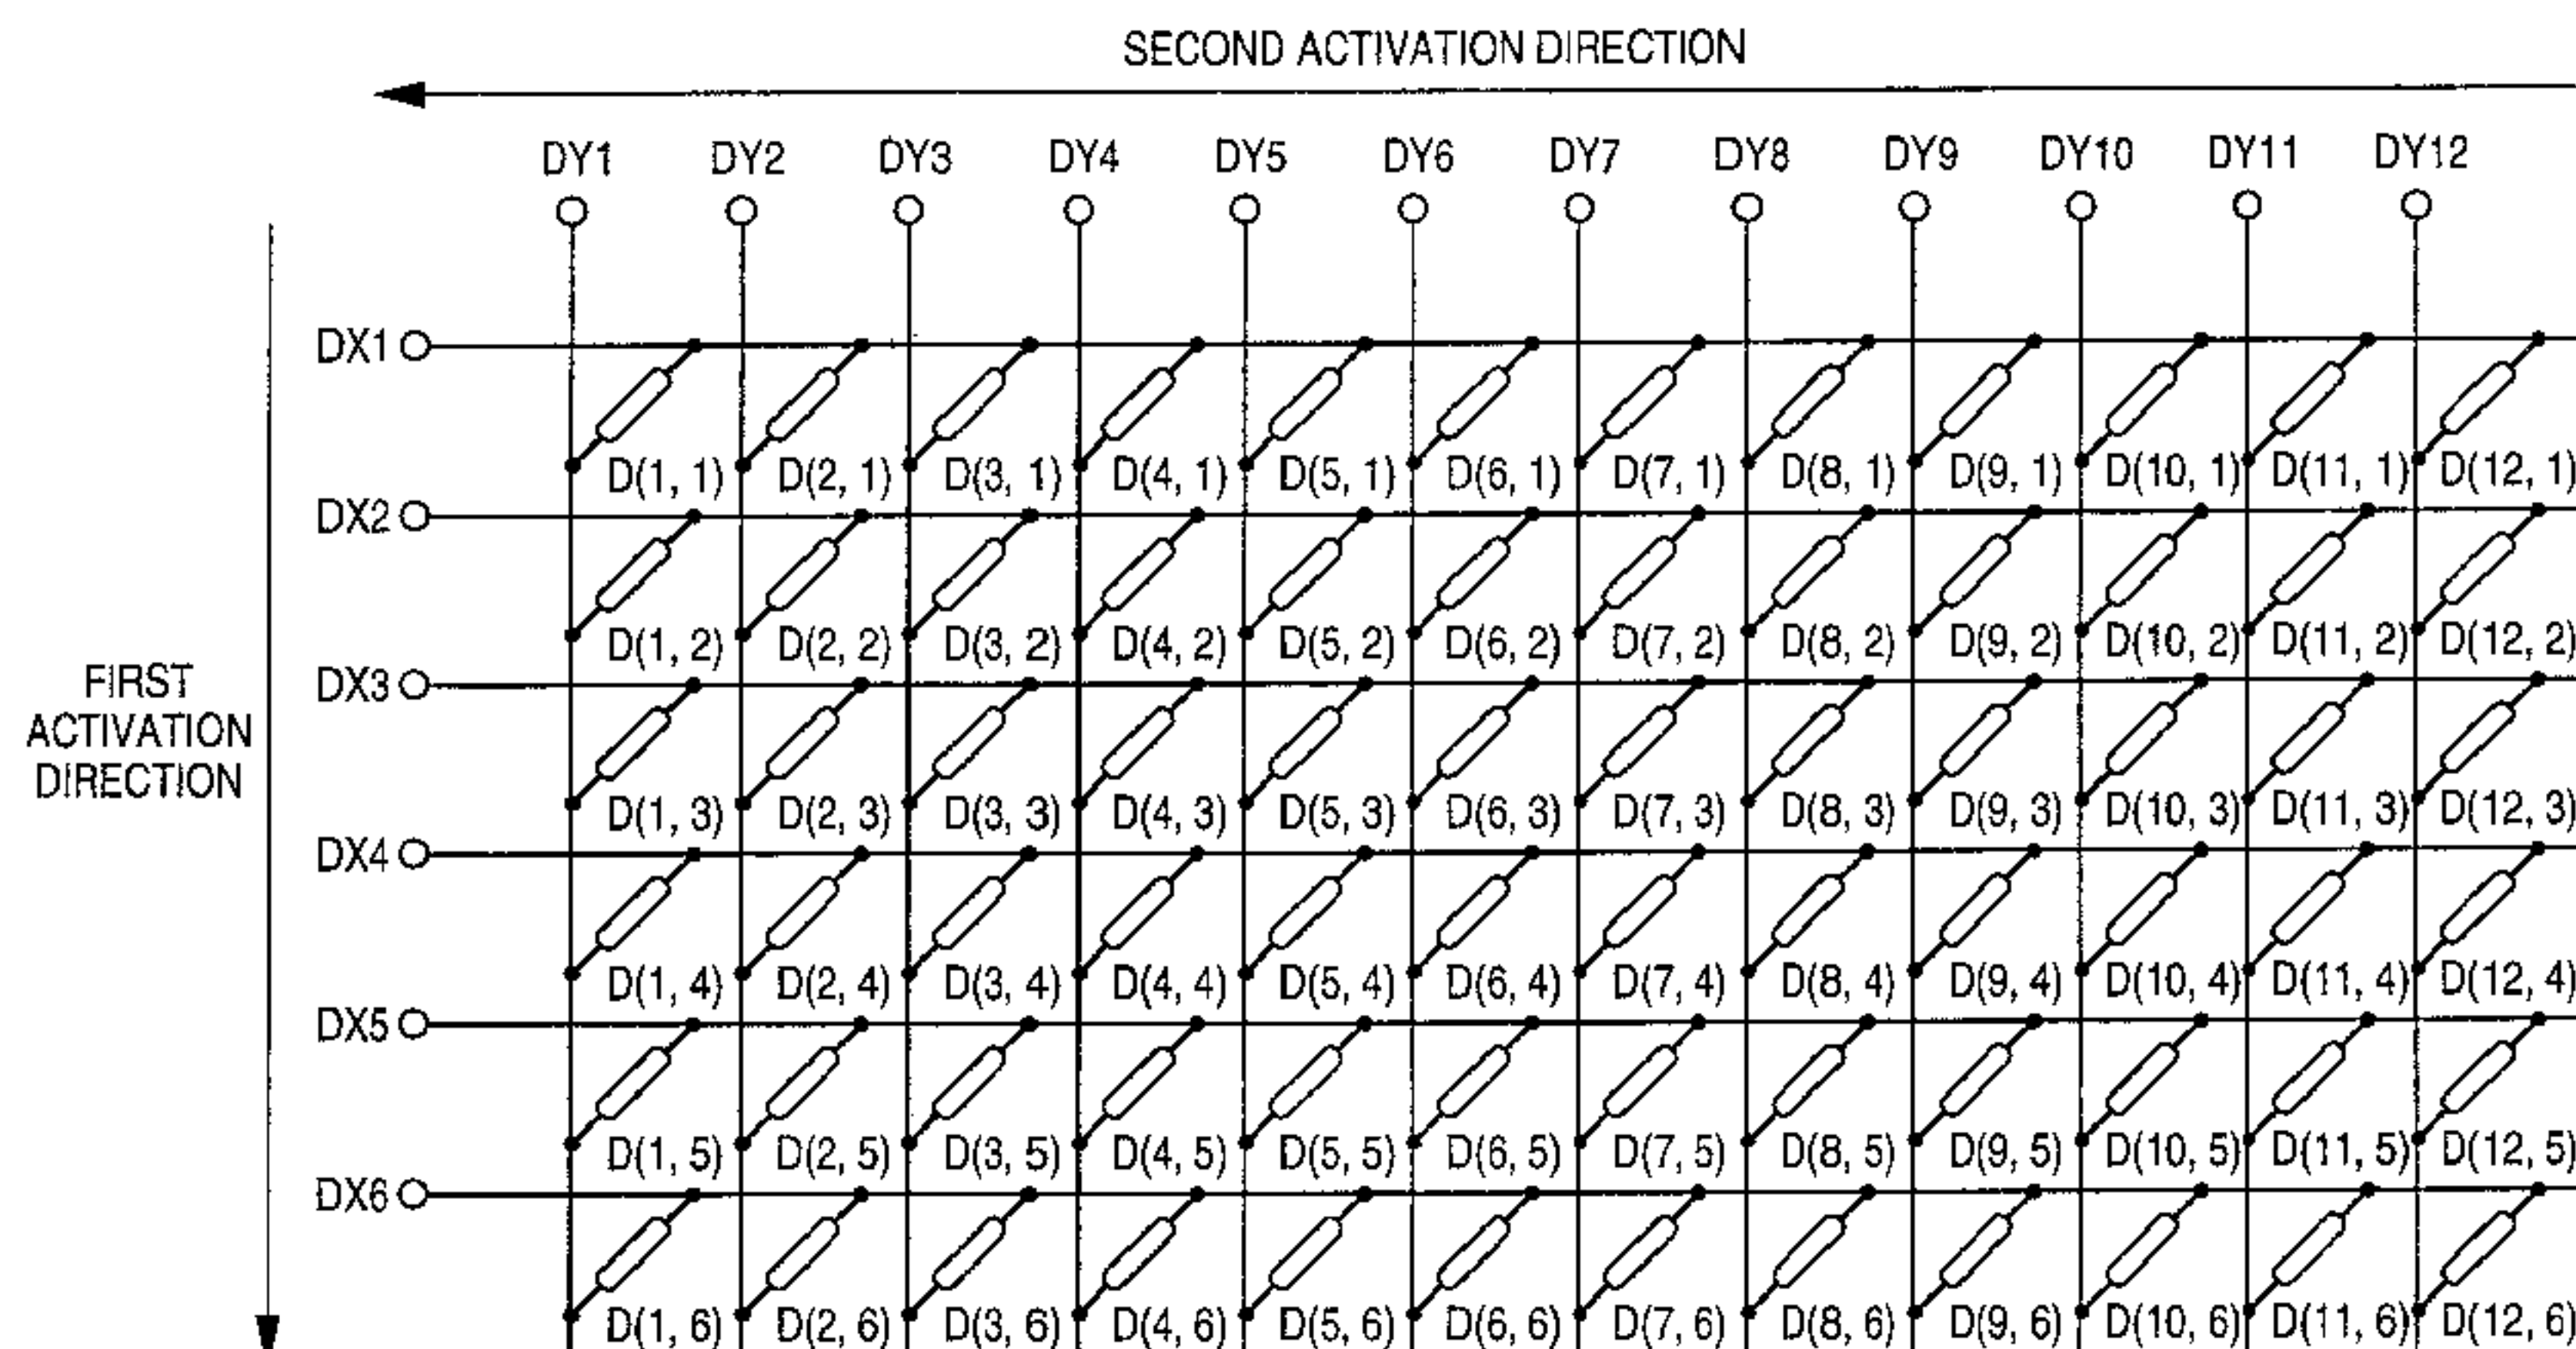 SECOND ACTIVATION DIRECTION
DY1 DY2 DY3 DY4 DY5 DY6 DY7 DY8 DY9 DY10 DY11 DY12
DX1
D(1, 1) D(2, 1) D(3, 1) D(4, 1) D(5, 1) D(6, 1) D(7, 1) D(8, 1) D(9, 1) D(10, 1) D(11, 1) D(12, 1)
DX2
D(1, 2) D(2, 2) D(3, 2) D(4, 2) D(5, 2) D(6, 2) D(7, 2) D(8, 2) D(9, 2) D(10, 2) D(11, 2) D(12, 2)
FIRST
ACTIVATION
DIRECTION
DX3
D(1, 3) D(2, 3) D(3, 3) D(4, 3) D(5, 3) D(6, 3) D(7, 3) D(8, 3) D(9, 3) D(10, 3) D(11, 3) D(12, 3)
DX4
D(1, 4) D(2, 4) D(3, 4) D(4, 4) D(5, 4) D(6, 4) D(7, 4) D(8, 4) D(9, 4) D(10, 4) D(11, 4) D(12, 4)
DX5
D(1, 5) D(2, 5) D(3, 5) D(4, 5) D(5, 5) D(6, 5) D(7, 5) D(8, 5) D(9, 5) D(10, 5) D(11, 5) D(12, 5)
DX6
D(1, 6) D(2, 6) D(3, 6) D(4, 6) D(5, 6) D(6, 6) D(7, 6) D(8, 6) D(9, 6) D(10, 6) D(11, 6) D(12, 6)